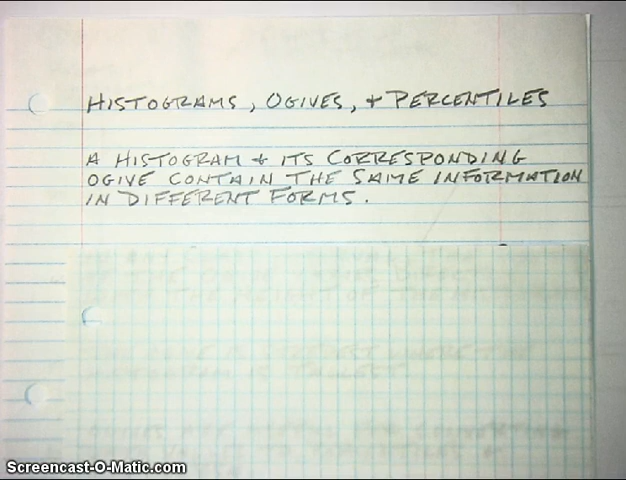 HISTOGRAMS, OGIVES, + PERCENTILES
A HISTOGRAM + ITS CORRESPONDING
OGIVE CONTAIN THE SAME INFORMATION
IN DIFFERENT FORMS.
Screencast-O-Matic.com